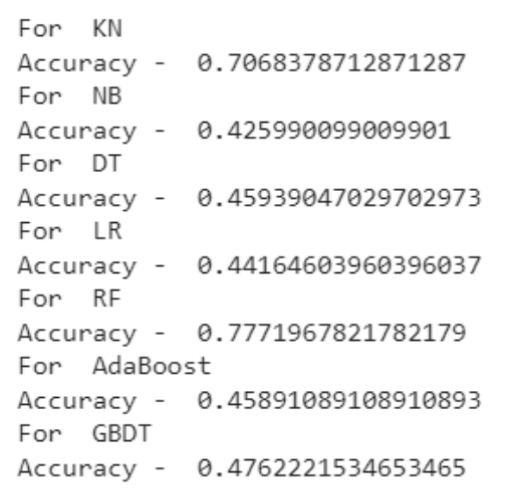 For  KN
Accuracy -  0.7068378712871287
For  NB
Accuracy -  0.425990099009901
For  DT
Accuracy -  0.45939047029702973
For  LR
Accuracy -  0.44164603960396037
For  RF
Accuracy -  0.7771967821782179
For  AdaBoost
Accuracy -  0.45891089108910893
For  GBDT
Accuracy -  0.4762221534653465